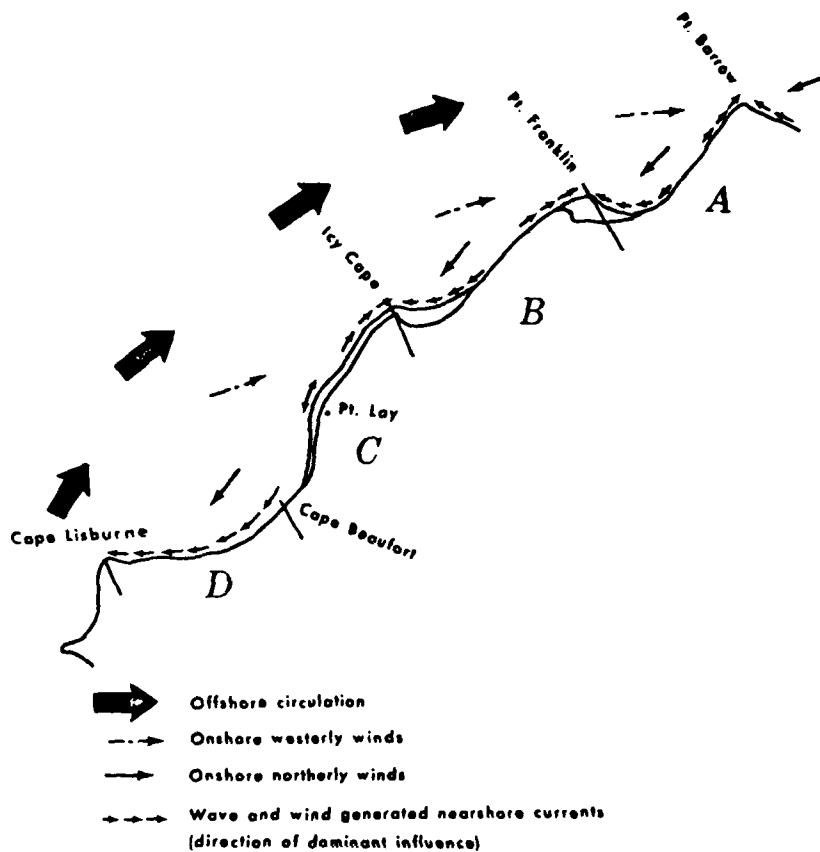 Pt. Barrow
Pt. Franklin
A
Icy Cape
B
Pt. Lay
C
Cape Beaufort
Cape Lisburne
D
Offshore circulation
Onshore westerly winds
Onshore northerly winds
Wave and wind generated nearshore currents
(direction of dominant influence)